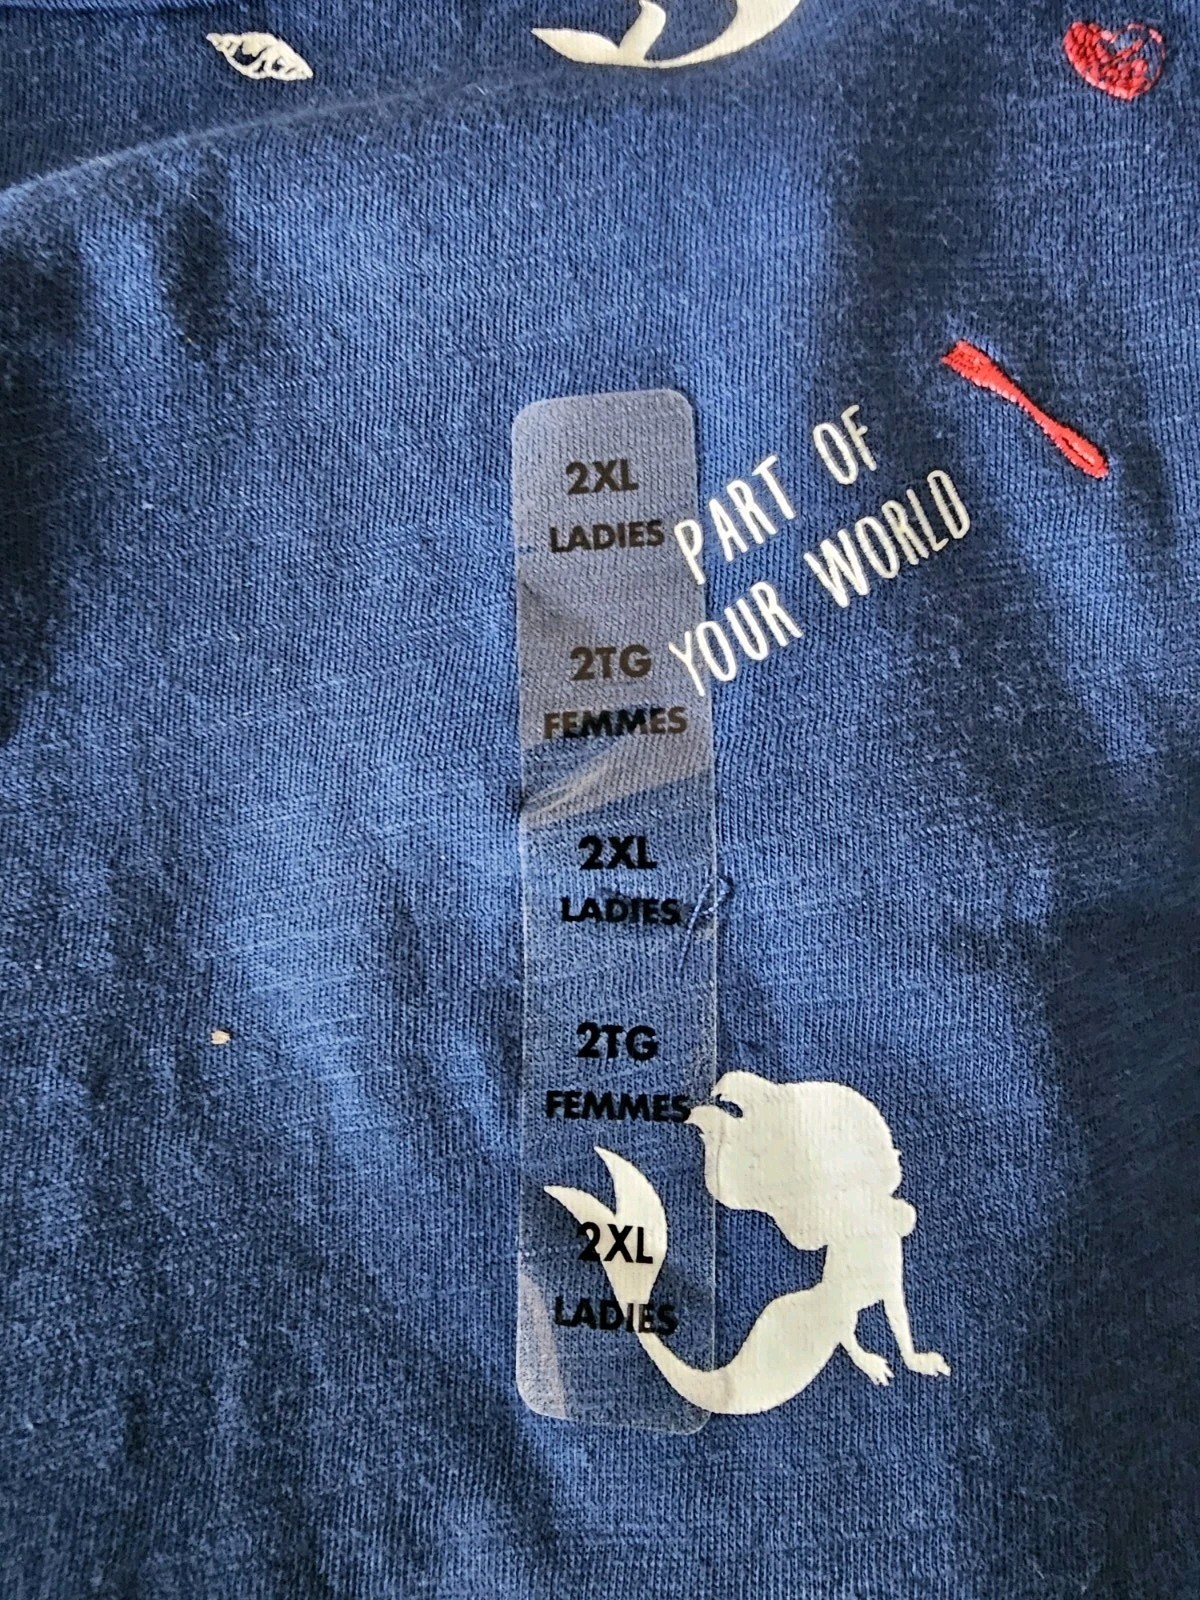 2XL
LADIES
2TG
FEMMES
2XL
LADIES
2TG
FEMMES
2XL
LADIES
PART OF
YOUR WORLD